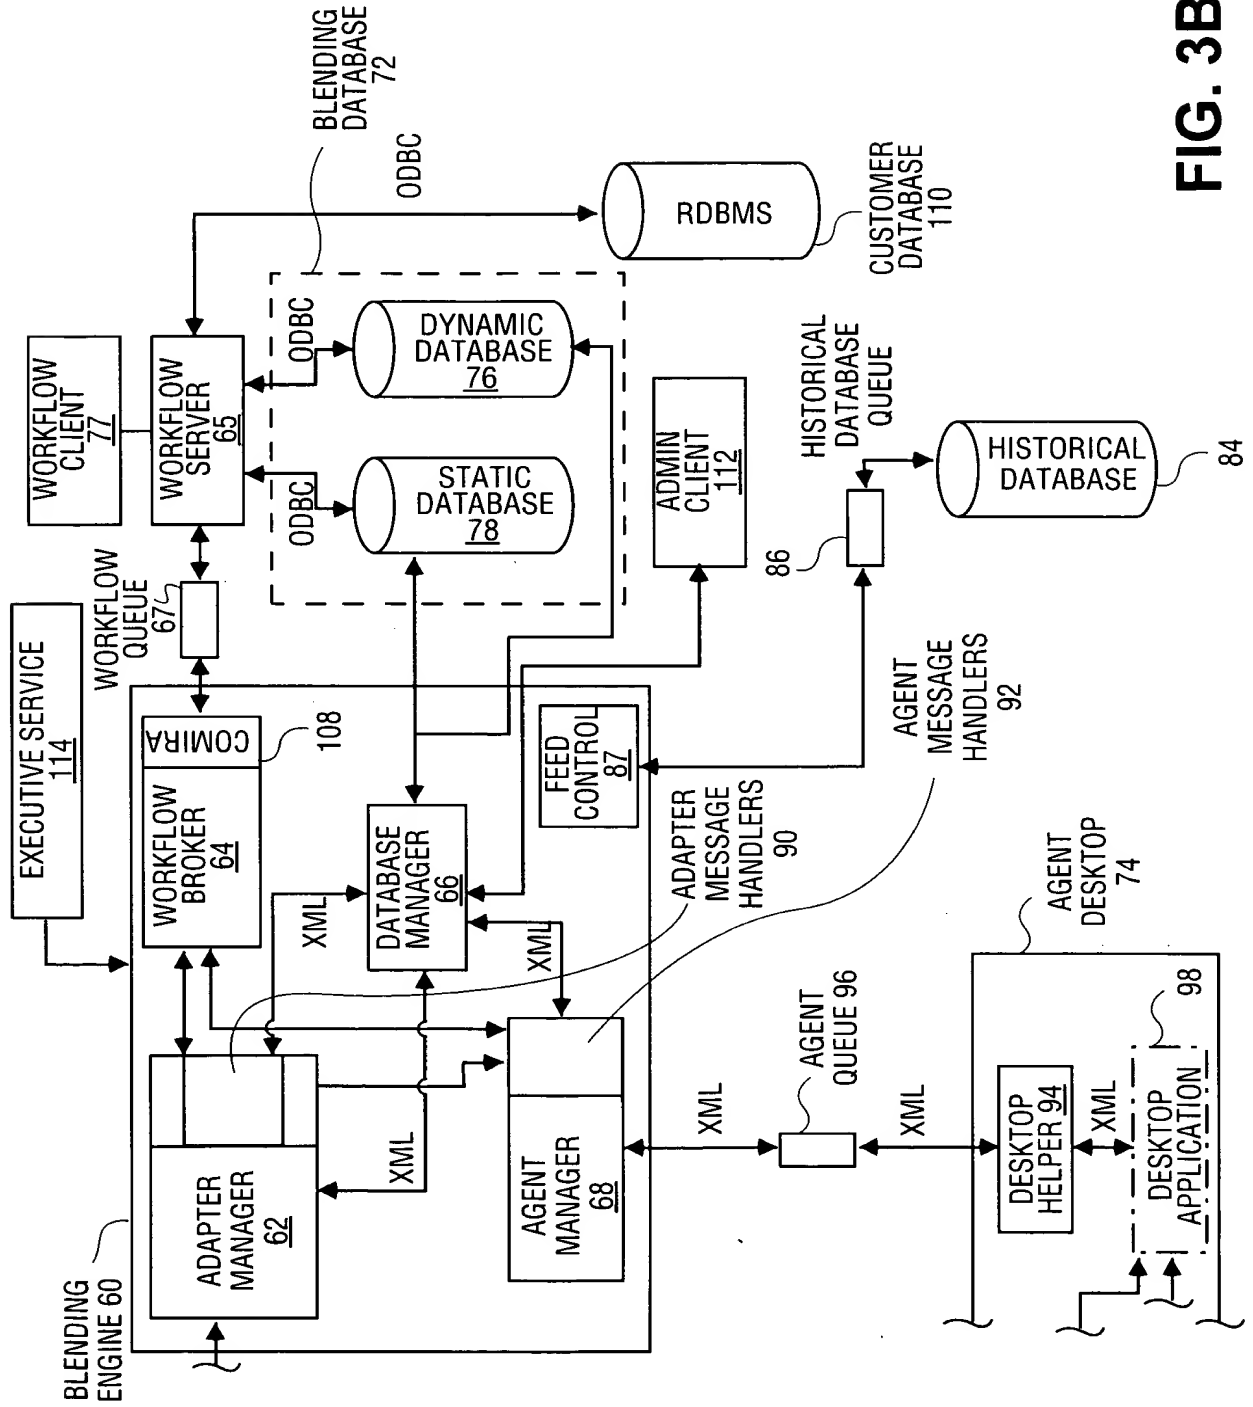 BLENDING
DATABASE
72
ODBC
WORKFLOW
CLIENT
77
WORKFLOW
SERVER
65
ODBC
ODBC
DYNAMIC
DATABASE
76
STATIC
DATABASE
78
RDBMS
CUSTOMER
DATABASE
110
FIG. 3B
EXECUTIVE SERVICE
114
WORKFLOW
QUEUE
67
ADMIN
CLIENT
112
HISTORICAL
DATABASE
QUEUE
86
HISTORICAL
DATABASE
84
COMIRA
108
WORKFLOW
BROKER
64
FEED
CONTROL
87
DATABASE
MANAGER
66
XML
XML
XML
ADAPTER
MESSAGE
HANDLERS
90
AGENT
MESSAGE
HANDLERS
92
ADAPTER
MANAGER
62
AGENT
MANAGER
68
BLENDING
ENGINE 60
XML
AGENT
QUEUE 96
XML
AGENT
DESKTOP
74
DESKTOP
HELPER 94
XML
98
DESKTOP
APPLICATION